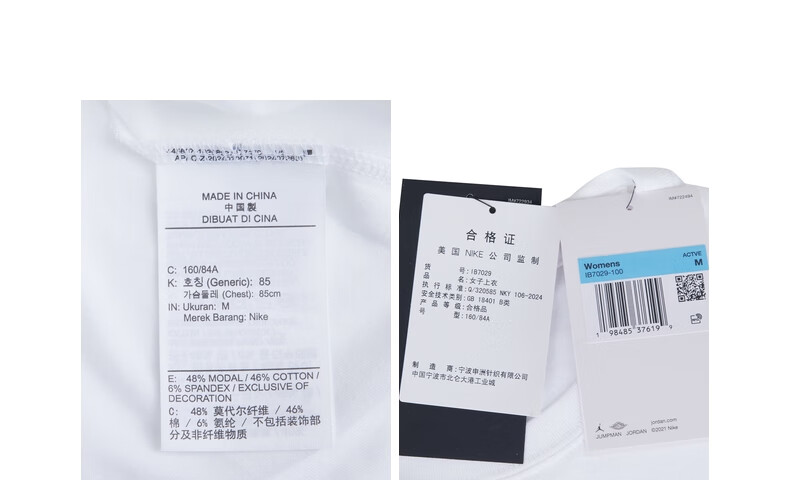 MADE IN CHINA
中国製
DIBUAT DI CINA
C: 160/84A
K: 호칭 (Generic): 85
가슴둘레 (Chest): 85cm
IN: Ukuran: M
Merek Barang: Nike
E: 48% MODAL / 46% COTTON /
6% SPANDEX / EXCLUSIVE OF
DECORATION
C: 48% 莫代尔纤维 / 46%
棉 / 6% 氨纶 / 不包括装饰部
分及非纤维物质
合格证
美国 NIKE 公司监制
货号: IB7029
品名: 女子上衣
执行标准: Q/320585 NKY 106-2024
安全技术类别: GB 18401 B类
产品等级: 合格品
号型: 160/84A
制造商: 宁波申洲针织有限公司
中国宁波市北仑大港工业城
Womens
IB7029-100
ACTVE
M
1 98485 37619 9
JUMPMAN JORDAN
jordan.com
©2021 Nike